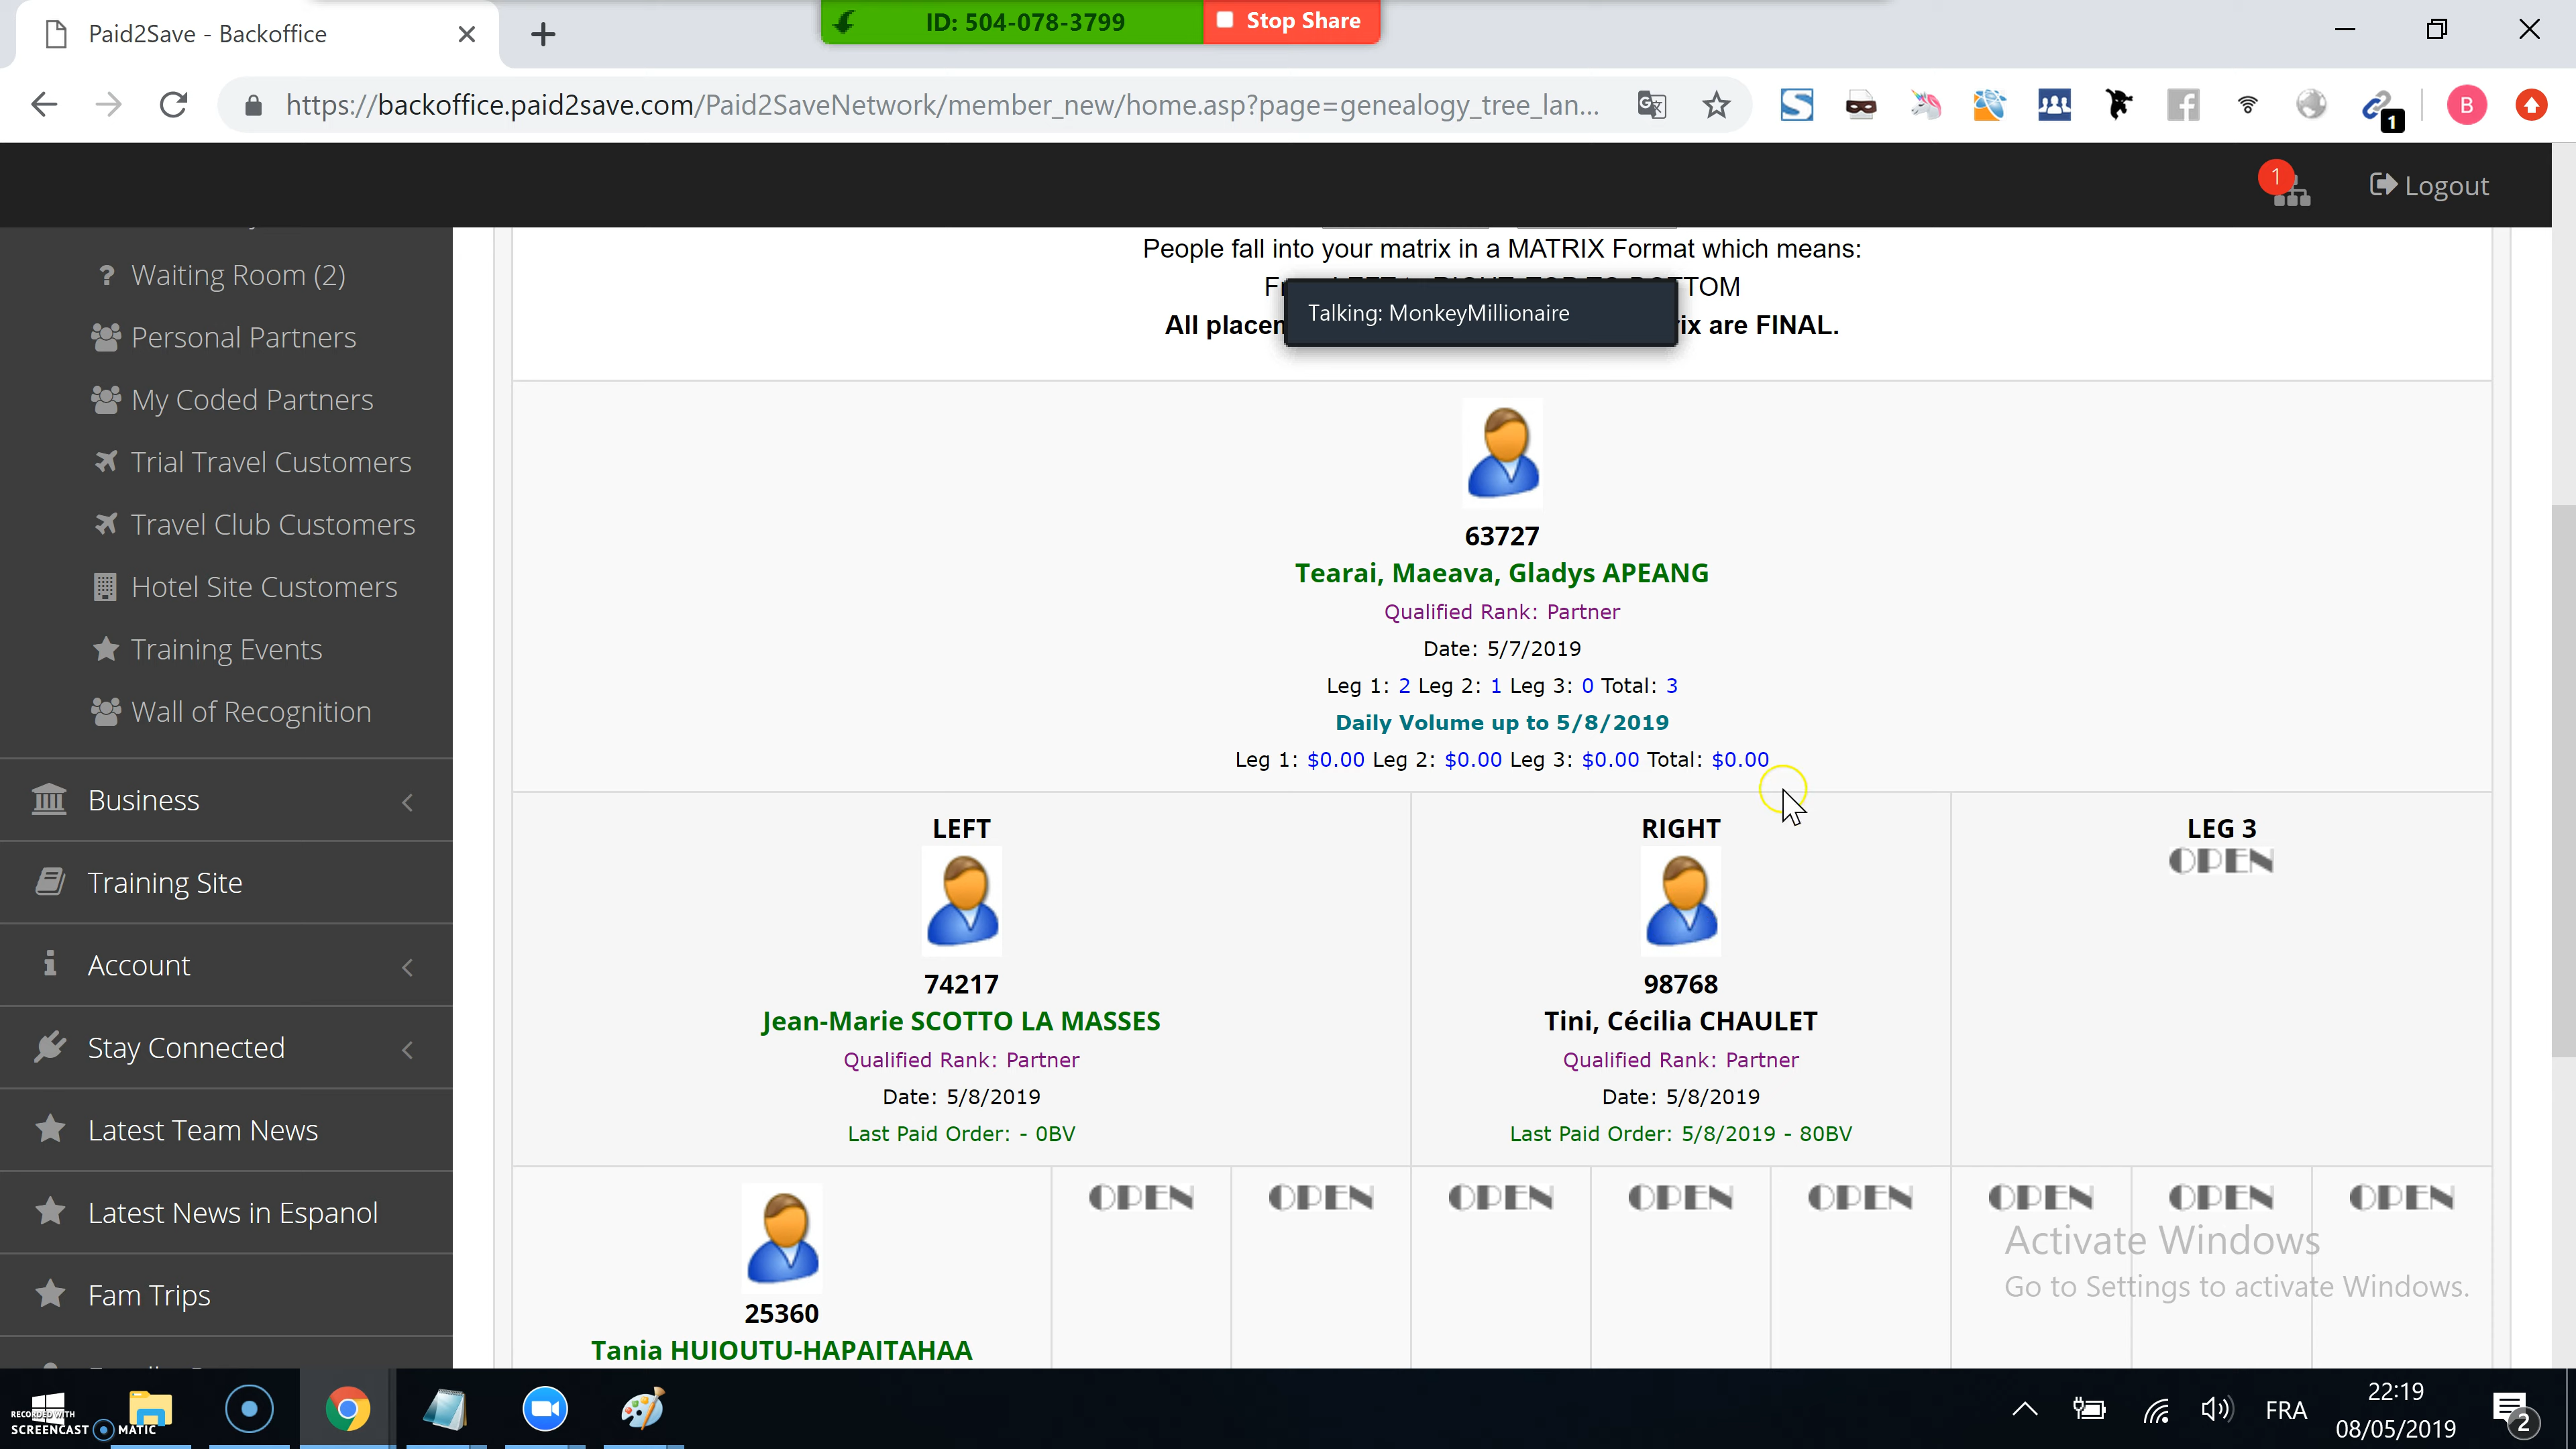 Paid2Save - Backoffice
ID: 504-078-3799
Stop Share
https://backoffice.paid2save.com/Paid2SaveNetwork/member_new/home.asp?page=genealogy_tree_lan...
1
B
1
Logout
People fall into your matrix in a MATRIX Format which means:
TOM
All placem
ix are FINAL.
Talking: MonkeyMillionaire
Waiting Room (2)
Personal Partners
My Coded Partners
Trial Travel Customers
Travel Club Customers
Hotel Site Customers
Training Events
Wall of Recognition
Business
Training Site
Account
Stay Connected
Latest Team News
Latest News in Espanol
Fam Trips
63727
Tearai, Maeava, Gladys APEANG
Qualified Rank: Partner
Date: 5/7/2019
Leg 1: 2 Leg 2: 1 Leg 3: 0 Total: 3
Daily Volume up to 5/8/2019
Leg 1: $0.00 Leg 2: $0.00 Leg 3: $0.00 Total: $0.00
LEFT
74217
Jean-Marie SCOTTO LA MASSES
Qualified Rank: Partner
Date: 5/8/2019
Last Paid Order: - 0BV
RIGHT
98768
Tini, Cécilia CHAULET
Qualified Rank: Partner
Date: 5/8/2019
Last Paid Order: 5/8/2019 - 80BV
LEG 3
OPEN
25360
Tania HUIOUTU-HAPAITAHAA
OPEN OPEN OPEN OPEN OPEN OPEN OPEN OPEN
Activate Windows
Go to Settings to activate Windows.
RECORDED WITH
SCREENCAST MATIC
FRA
22:19
08/05/2019
2